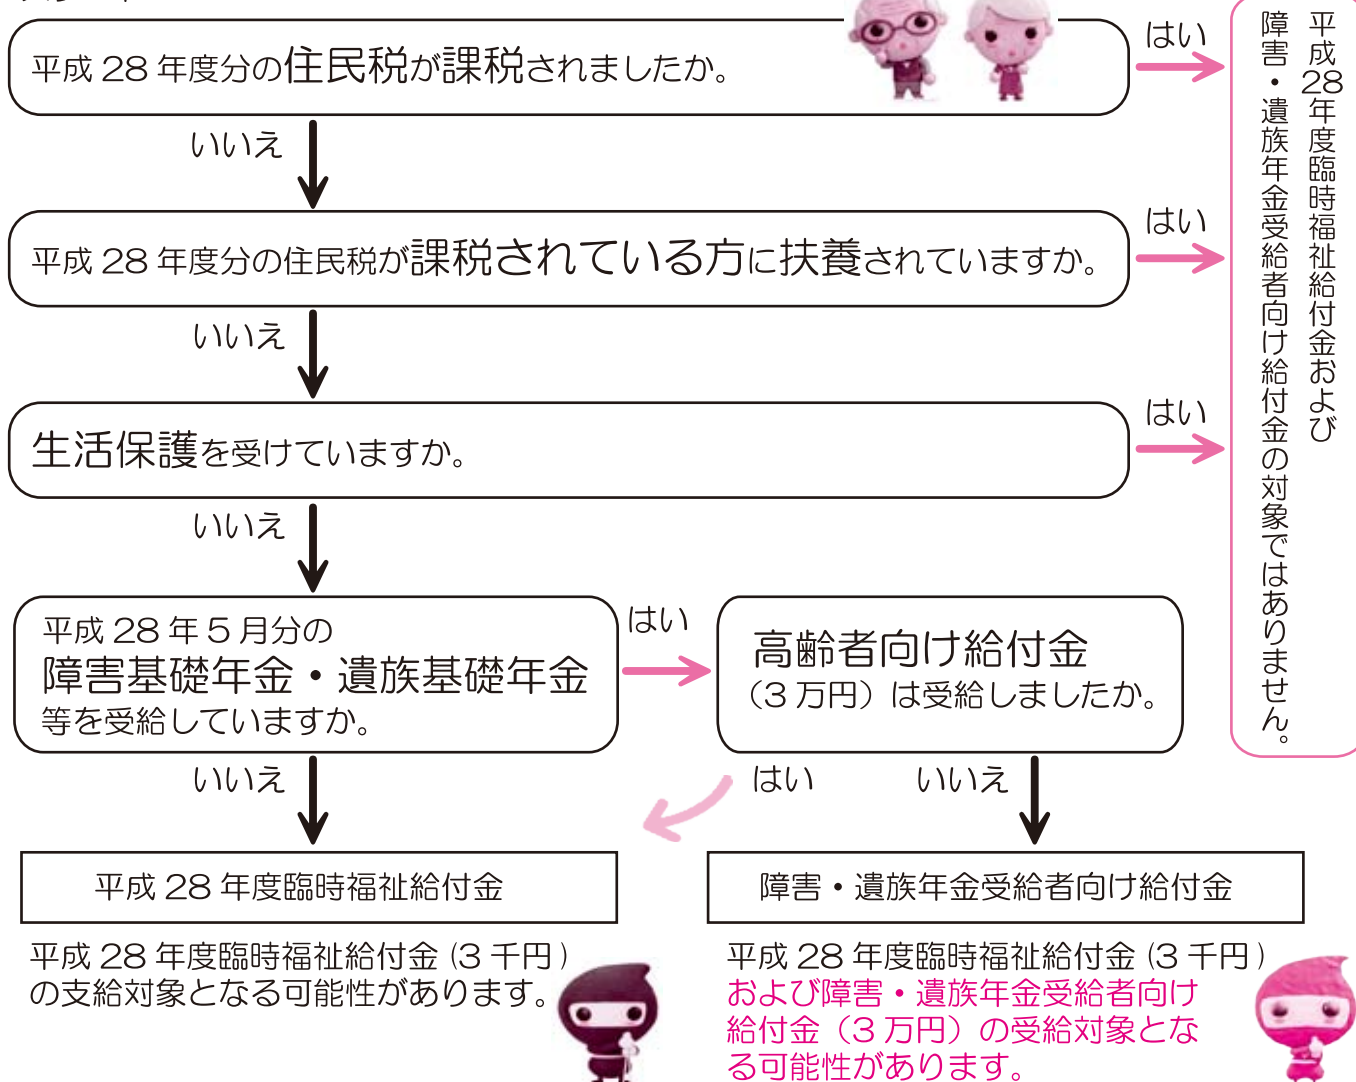 平成 28 年度分の住民税が課税されましたか。
はい
いいえ
平成 28 年度分の住民税が課税されている方に扶養されていますか。
はい
いいえ
生活保護を受けていますか。
はい
いいえ
平成28年度臨時福祉給付金および
障害・遺族年金受給者向け給付金の対象ではありません。
平成 28 年 5 月分の
障害基礎年金・遺族基礎年金
等を受給していますか。
はい
いいえ
高齢者向け給付金
（3 万円）は受給しましたか。
はい
いいえ
平成 28 年度臨時福祉給付金
平成 28 年度臨時福祉給付金 (3 千円 )
の支給対象となる可能性があります。
障害・遺族年金受給者向け給付金
平成 28 年度臨時福祉給付金 (3 千円 )
および障害・遺族年金受給者向け
給付金（3 万円）の受給対象とな
る可能性があります。